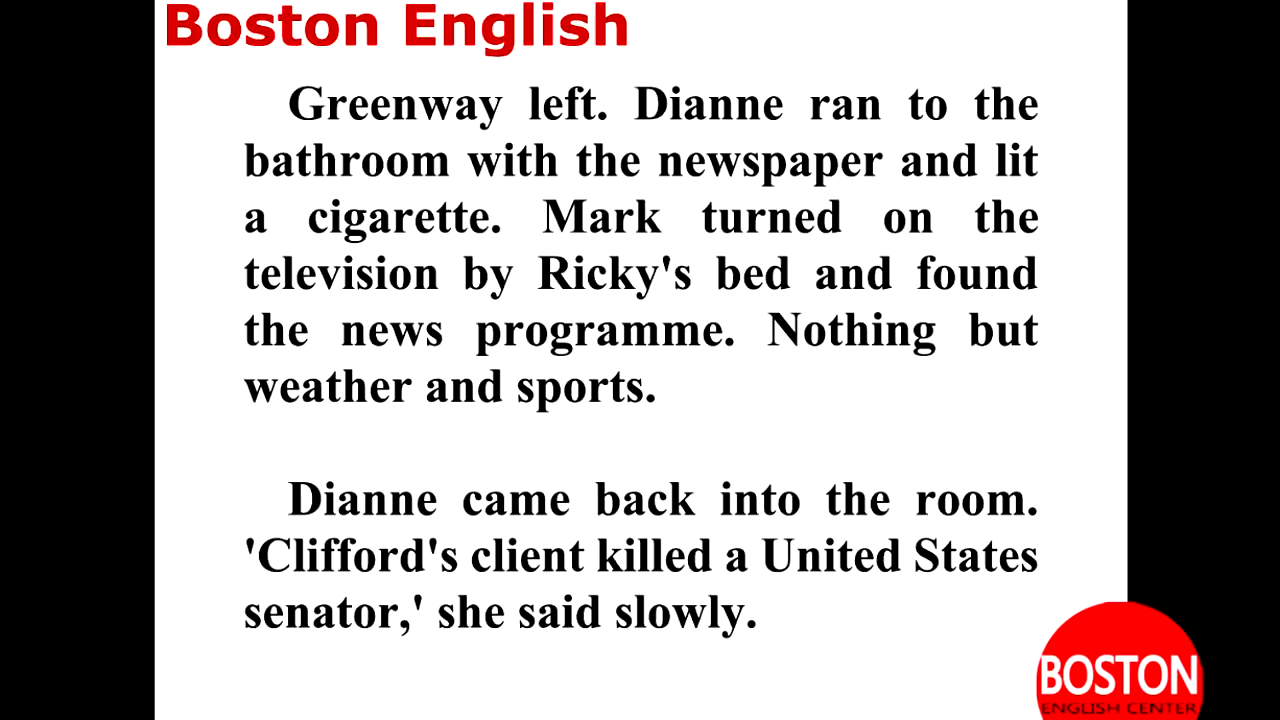 Boston English
Greenway left. Dianne ran to the
bathroom with the newspaper and lit
a cigarette. Mark turned on the
television by Ricky's bed and found
the news programme. Nothing but
weather and sports.
Dianne came back into the room.
'Clifford's client killed a United States
senator,' she said slowly.
BOSTON
ENGLISH CENTER